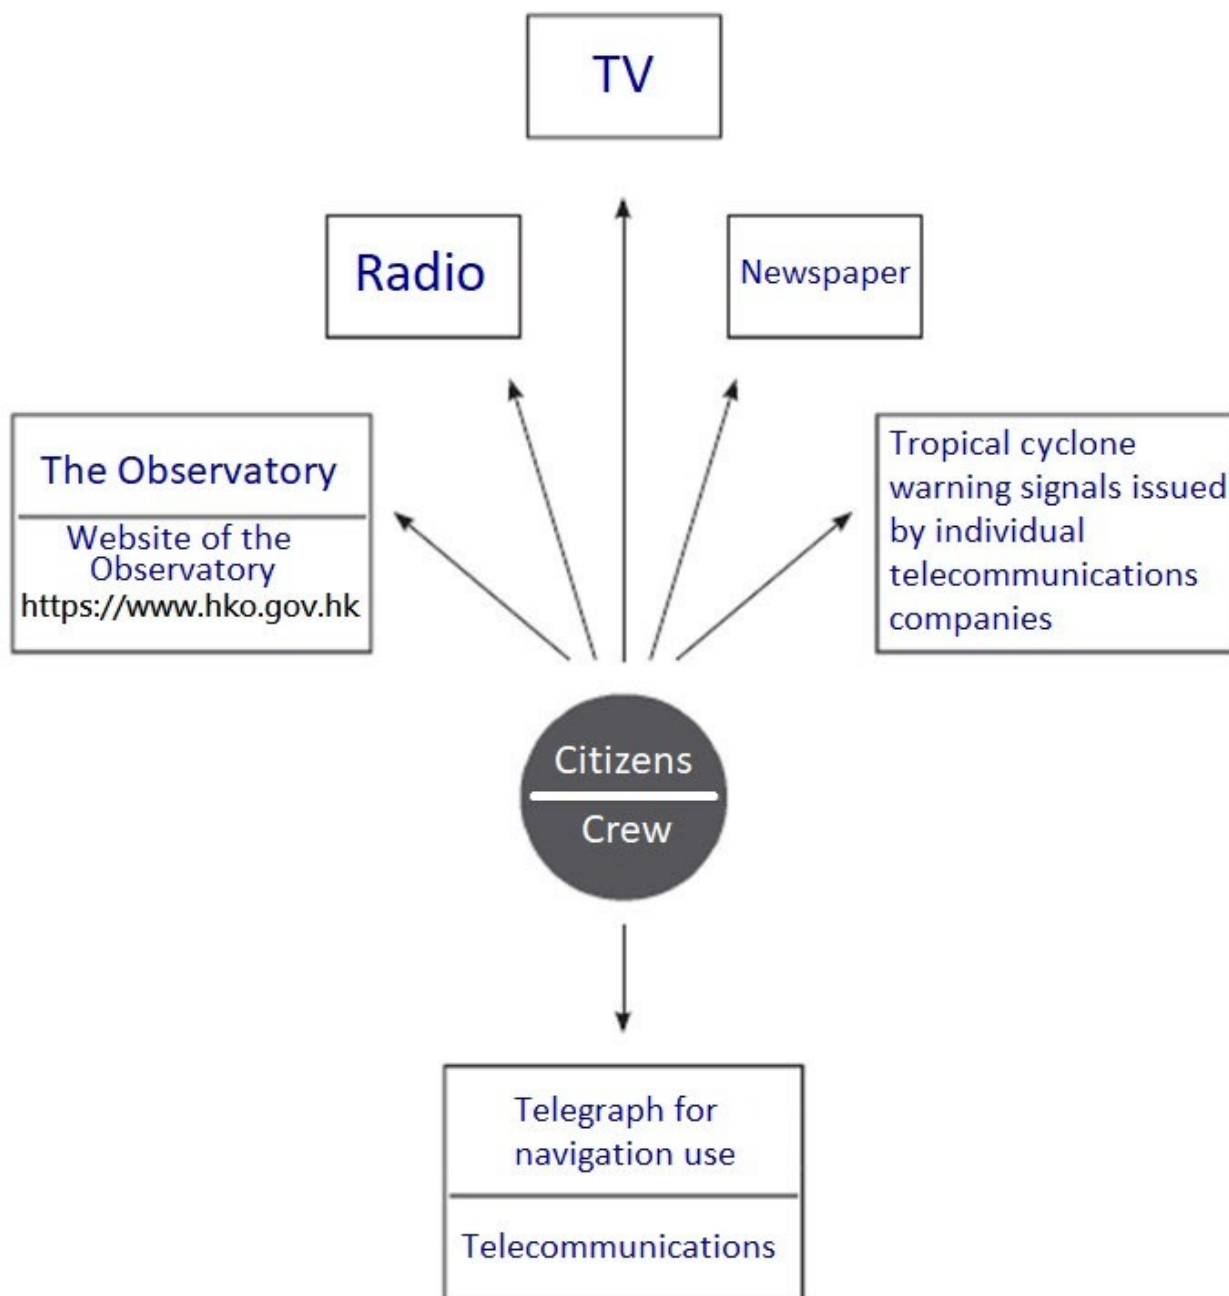 TV
Radio
Newspaper
The Observatory
Website of the
Observatory
https://www.hko.gov.hk
Tropical cyclone
warning signals issued
by individual
telecommunications
companies
Citizens
Crew
Telegraph for
navigation use
Telecommunications